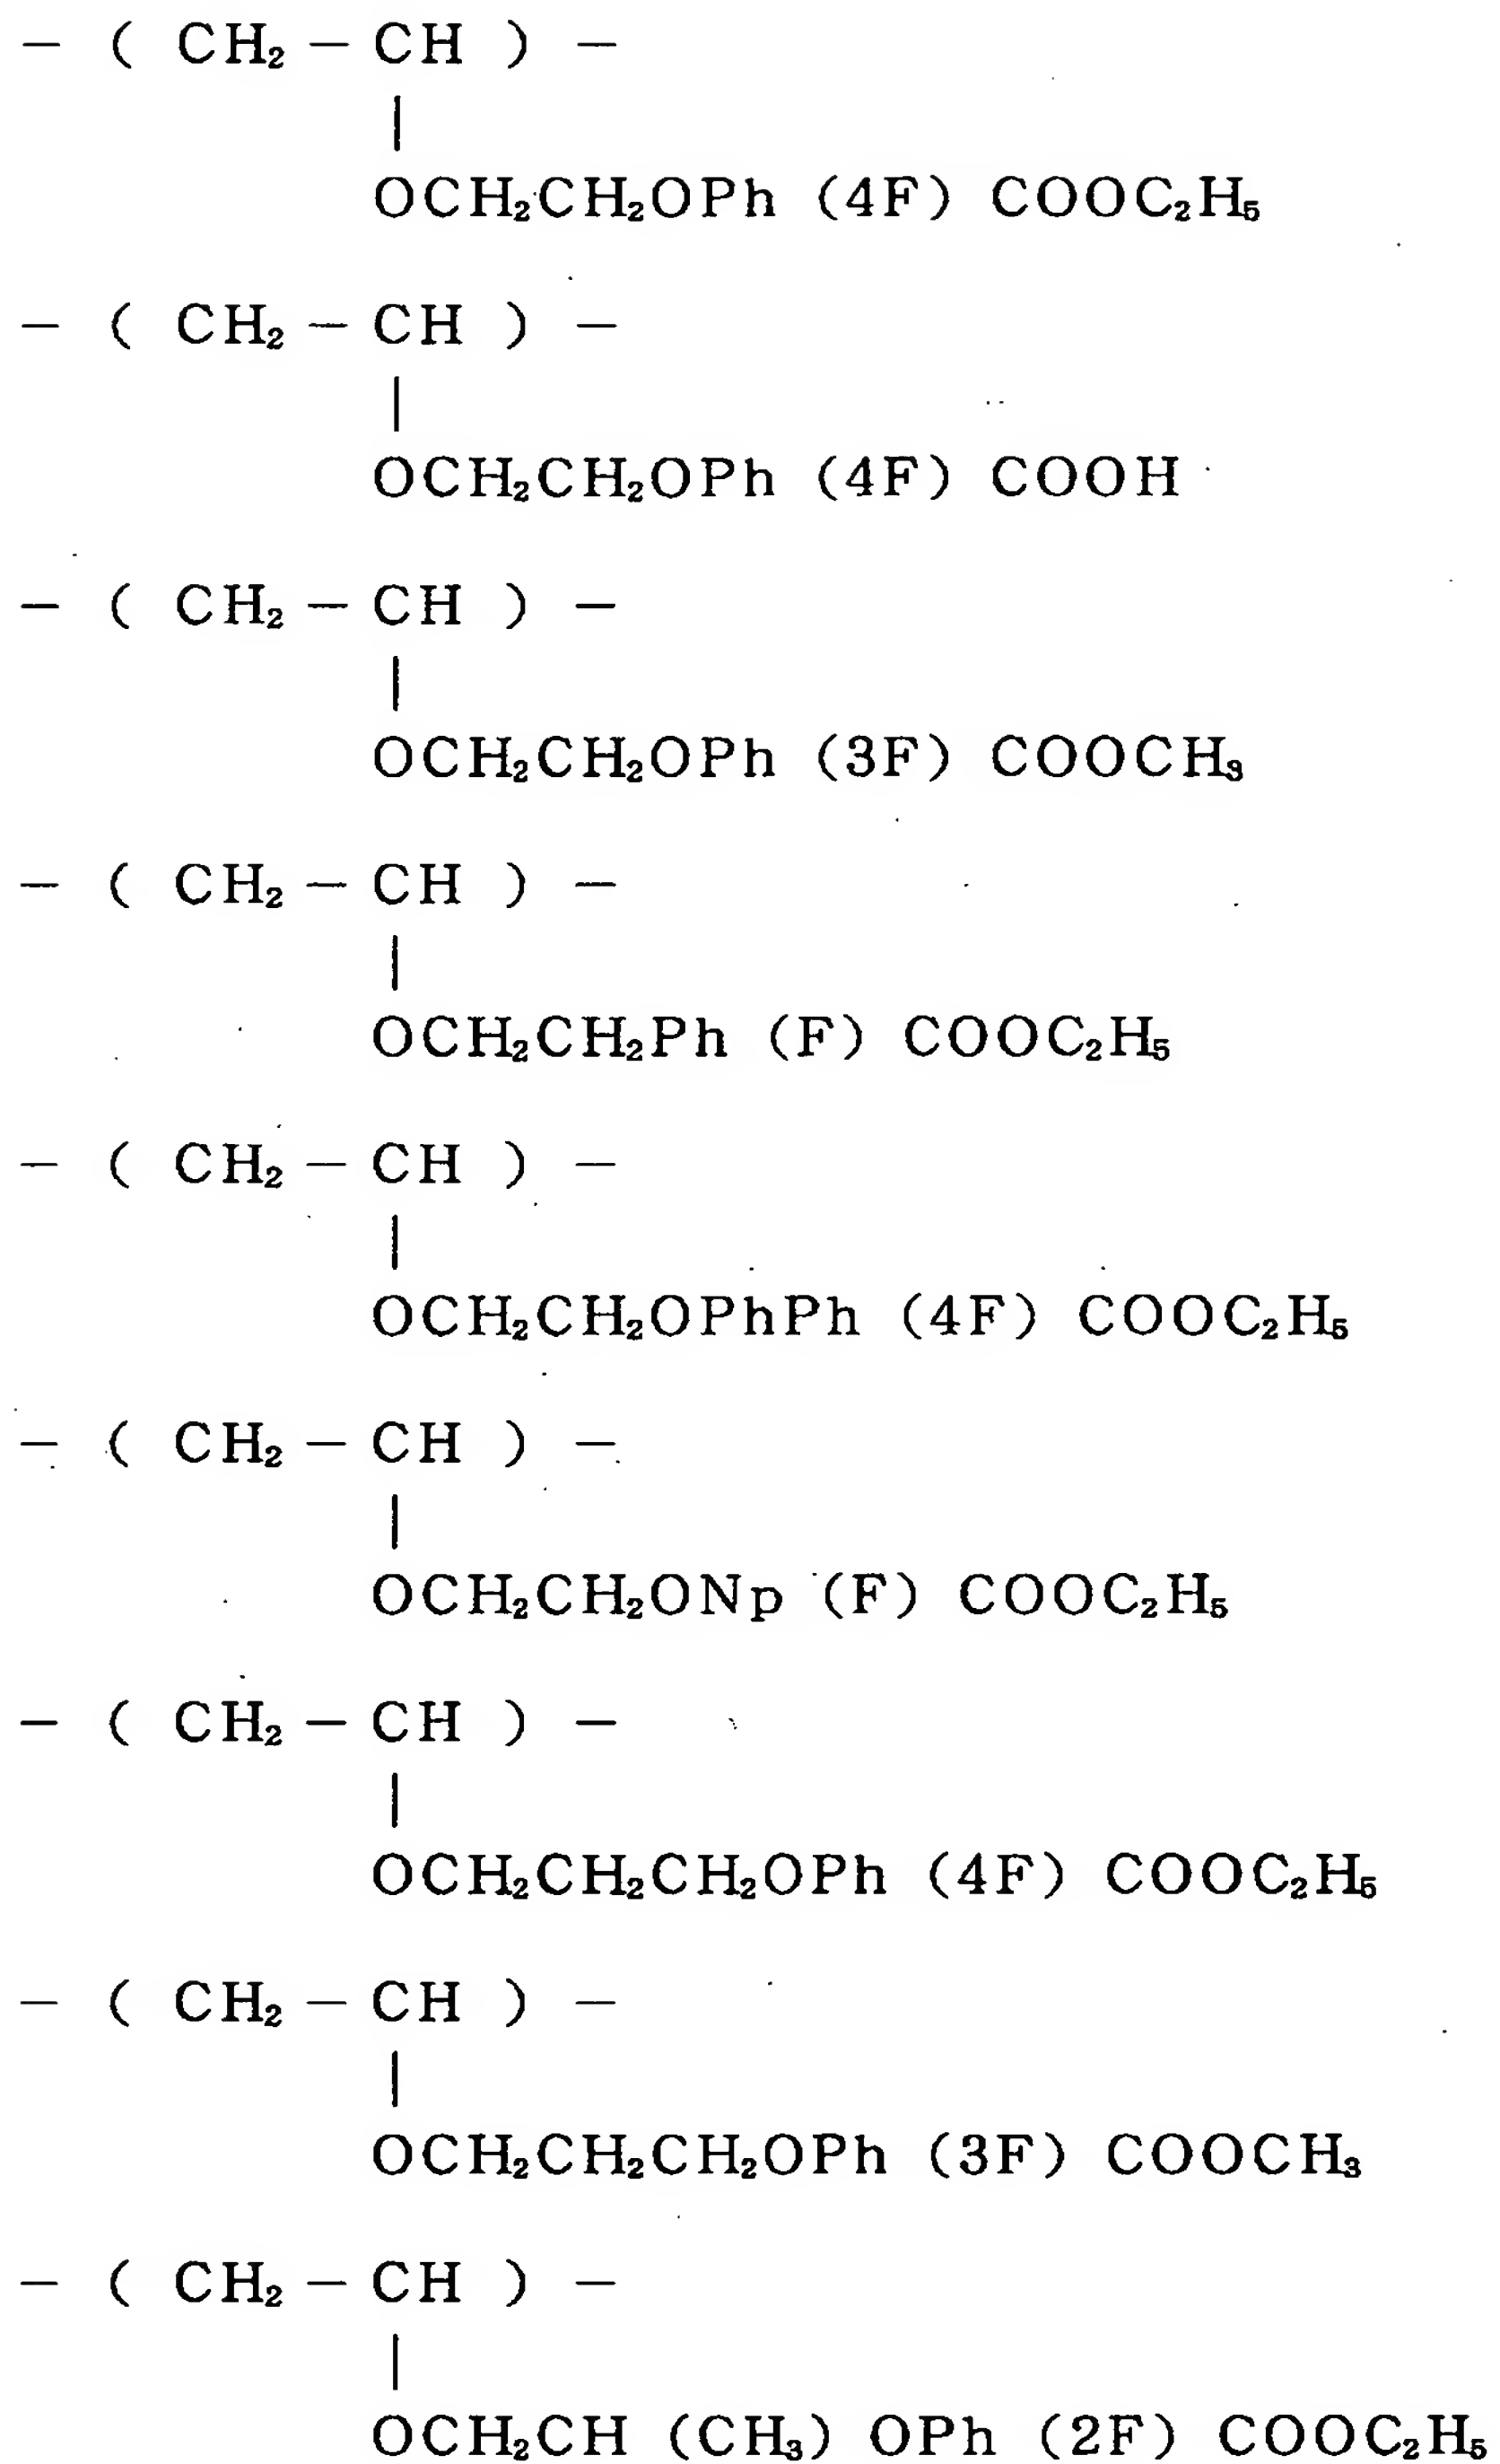 — ( CH₂ — CH ) —
|
OCH₂CH₂OPh (4F) COOC₂H₅
— ( CH₂ — CH ) —
|
OCH₂CH₂OPh (4F) COOH
— ( CH₂ — CH ) —
|
OCH₂CH₂OPh (3F) COOCH₃
— ( CH₂ — CH ) —
|
OCH₂CH₂Ph (F) COOC₂H₅
— ( CH₂ — CH ) —
|
OCH₂CH₂OPhPh (4F) COOC₂H₅
— ( CH₂ — CH ) —
|
OCH₂CH₂ONp (F) COOC₂H₅
— ( CH₂ — CH ) —
|
OCH₂CH₂CH₂OPh (4F) COOC₂H₅
— ( CH₂ — CH ) —
|
OCH₂CH₂CH₂OPh (3F) COOCH₃
— ( CH₂ — CH ) —
|
OCH₂CH (CH₃) OPh (2F) COOC₂H₅